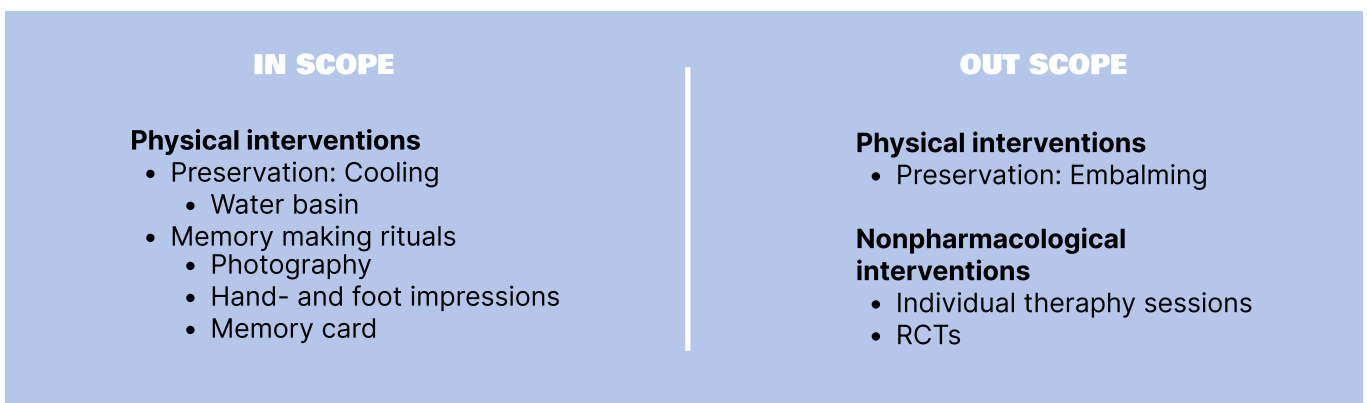 IN SCOPE
Physical interventions
• Preservation: Cooling
• Water basin
• Memory making rituals
• Photography
• Hand- and foot impressions
• Memory card
OUT SCOPE
Physical interventions
• Preservation: Embalming
Nonpharmacological
interventions
• Individual theraphy sessions
• RCTs